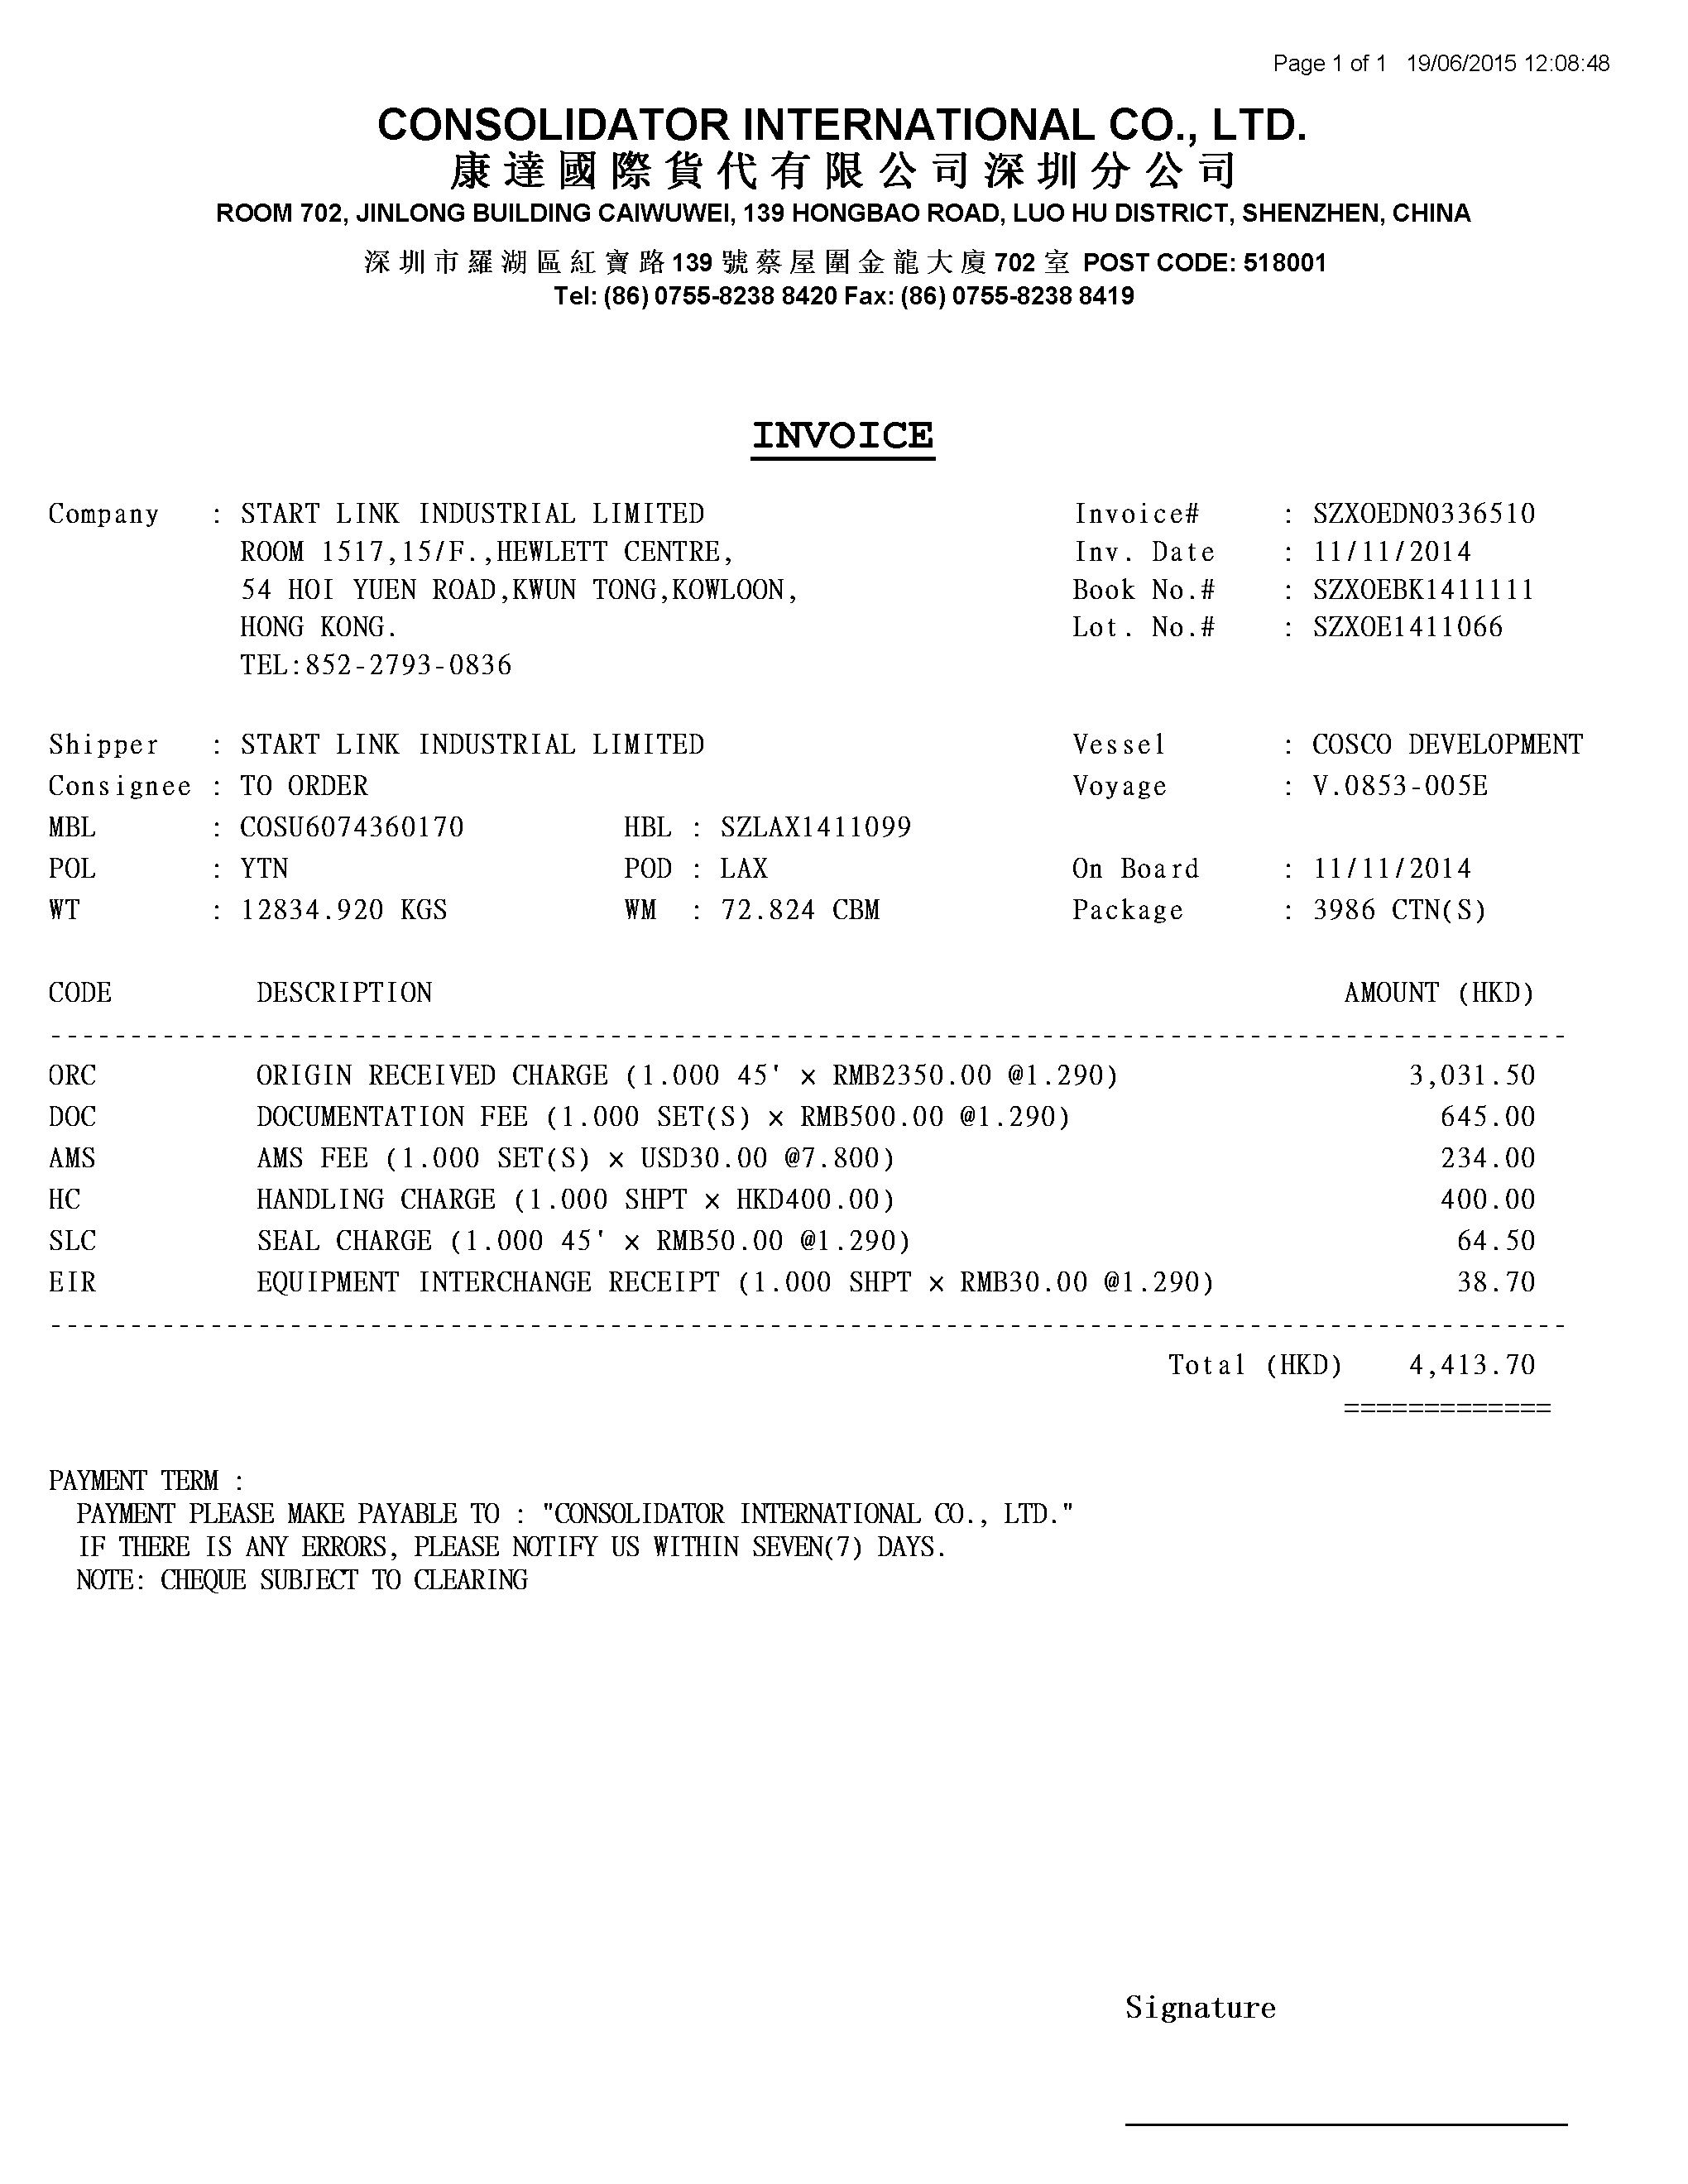 Page 1 of 1 19/06/2015 12:08:48
CONSOLIDATOR INTERNATIONAL CO., LTD.
康達國際貨代有限公司深圳分公司
ROOM 702, JINLONG BUILDING CAIWUWEI, 139 HONGBAO ROAD, LUO HU DISTRICT, SHENZHEN, CHINA
深圳市羅湖區紅寶路139號蔡屋圍金龍大廈702室 POST CODE: 518001
Tel: (86) 0755-8238 8420 Fax: (86) 0755-8238 8419
INVOICE
Company : START LINK INDUSTRIAL LIMITED Invoice# : SZXOEDN0336510
ROOM 1517,15/F.,HEWLETT CENTRE, Inv. Date : 11/11/2014
54 HOI YUEN ROAD,KWUN TONG,KOWLOON, Book No.# : SZXOEBK1411111
HONG KONG. Lot. No.# : SZXOE1411066
TEL:852-2793-0836
Shipper : START LINK INDUSTRIAL LIMITED Vessel : COSCO DEVELOPMENT
Consignee : TO ORDER Voyage : V.0853-005E
MBL : COSU6074360170 HBL : SZLAX1411099
POL : YTN POD : LAX On Board : 11/11/2014
WT : 12834.920 KGS WM : 72.824 CBM Package : 3986 CTN(S)
CODE DESCRIPTION AMOUNT (HKD)
ORC ORIGIN RECEIVED CHARGE (1.000 45' × RMB2350.00 @1.290) 3,031.50
DOC DOCUMENTATION FEE (1.000 SET(S) × RMB500.00 @1.290) 645.00
AMS AMS FEE (1.000 SET(S) × USD30.00 @7.800) 234.00
HC HANDLING CHARGE (1.000 SHPT × HKD400.00) 400.00
SLC SEAL CHARGE (1.000 45' × RMB50.00 @1.290) 64.50
EIR EQUIPMENT INTERCHANGE RECEIPT (1.000 SHPT × RMB30.00 @1.290) 38.70
Total (HKD) 4,413.70
=============
PAYMENT TERM :
PAYMENT PLEASE MAKE PAYABLE TO : "CONSOLIDATOR INTERNATIONAL CO., LTD."
IF THERE IS ANY ERRORS, PLEASE NOTIFY US WITHIN SEVEN(7) DAYS.
NOTE: CHEQUE SUBJECT TO CLEARING
Signature